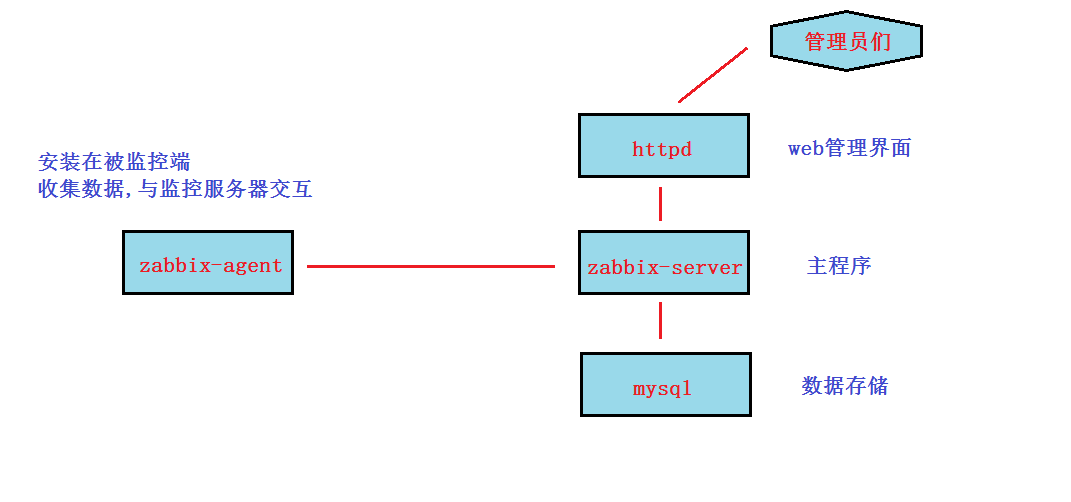 管理员们
httpd
web管理界面
安装在被监控端
收集数据,与监控服务器交互
zabbix-agent
zabbix-server
主程序
mysql
数据存储